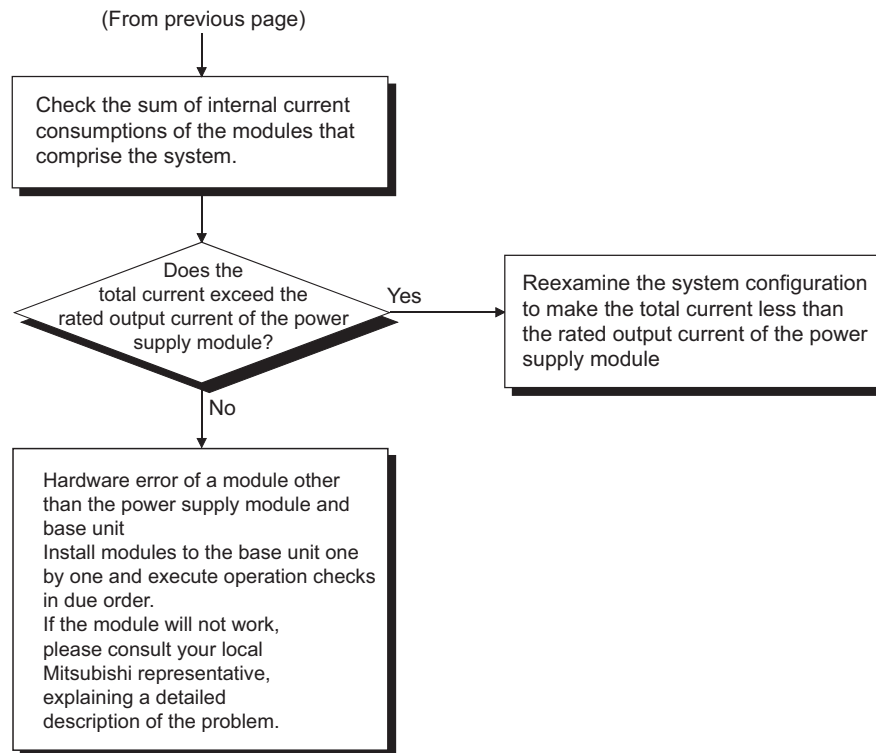 (From previous page)
Check the sum of internal current
consumptions of the modules that
comprise the system.
Does the
total current exceed the
rated output current of the power
supply module?
Yes
Reexamine the system configuration
to make the total current less than
the rated output current of the power
supply module
No
Hardware error of a module other
than the power supply module and
base unit
Install modules to the base unit one
by one and execute operation checks
in due order.
If the module will not work,
please consult your local
Mitsubishi representative,
explaining a detailed
description of the problem.